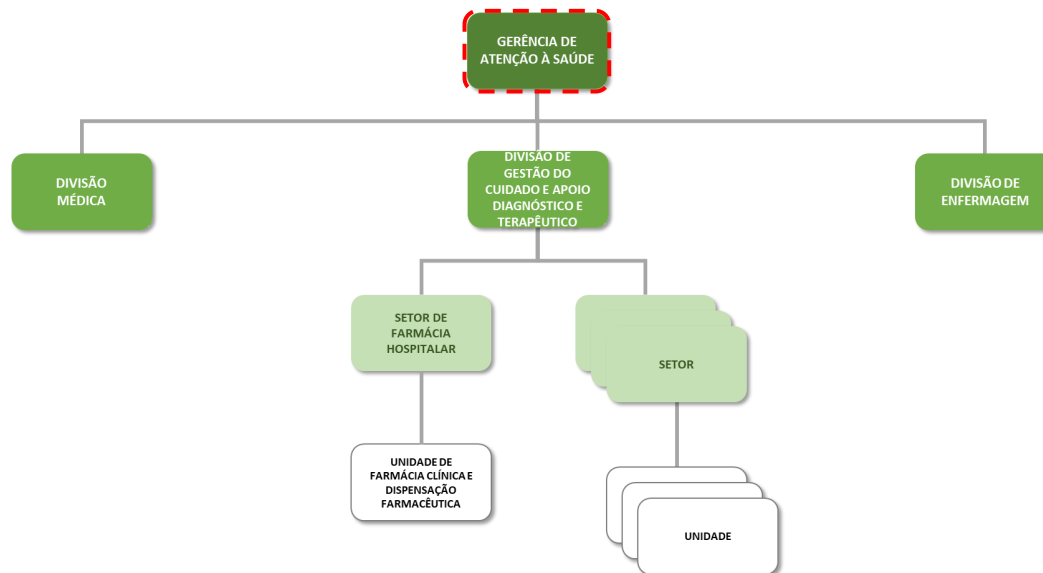 GERÊNCIA DE
ATENÇÃO À SAÚDE
DIVISÃO
MÉDICA
DIVISÃO DE
GESTÃO DO
CUIDADO E APOIO
DIAGNÓSTICO E
TERAPÊUTICO
DIVISÃO DE
ENFERMAGEM
SETOR DE
FARMÁCIA
HOSPITALAR
SETOR
UNIDADE DE
FARMÁCIA CLÍNICA E
DISPENSAÇÃO
FARMACÊUTICA
UNIDADE